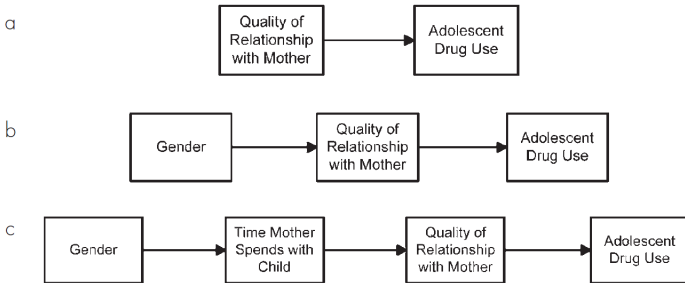 a
Quality of
Relationship
with Mother
Adolescent
Drug Use
b
Gender
Quality of
Relationship
with Mother
Adolescent
Drug Use
c
Gender
Time Mother
Spends with
Child
Quality of
Relationship
with Mother
Adolescent
Drug Use